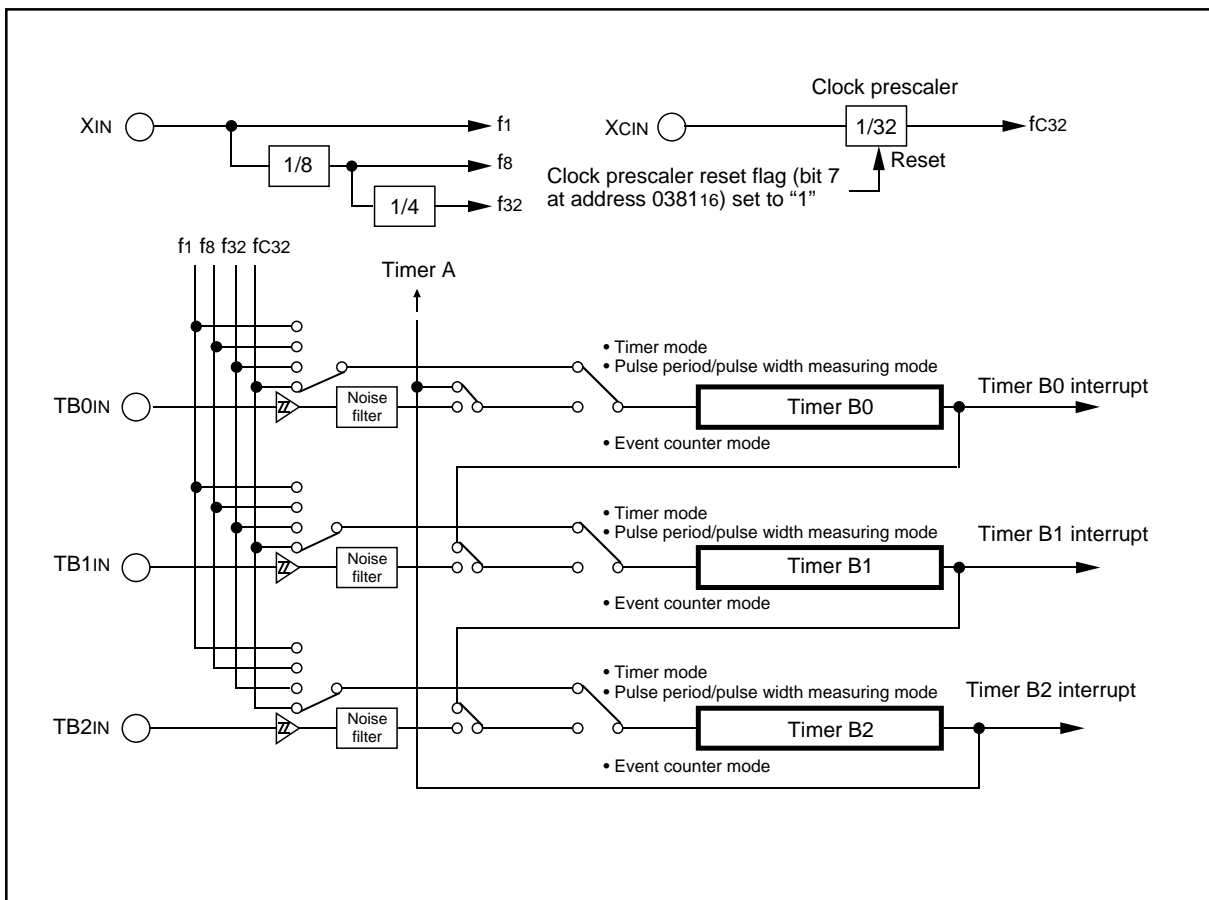 Clock prescaler
XIN
f1
XCIN
1/32
fC32
1/8
f8
Reset
Clock prescaler reset flag (bit 7
at address 038116) set to “1”
1/4
f32
f1 f8 f32 fC32
Timer A
• Timer mode
• Pulse period/pulse width measuring mode
TB0IN
Noise
filter
Timer B0
Timer B0 interrupt
• Event counter mode
• Timer mode
• Pulse period/pulse width measuring mode
TB1IN
Noise
filter
Timer B1
Timer B1 interrupt
• Event counter mode
• Timer mode
• Pulse period/pulse width measuring mode
TB2IN
Noise
filter
Timer B2
Timer B2 interrupt
• Event counter mode